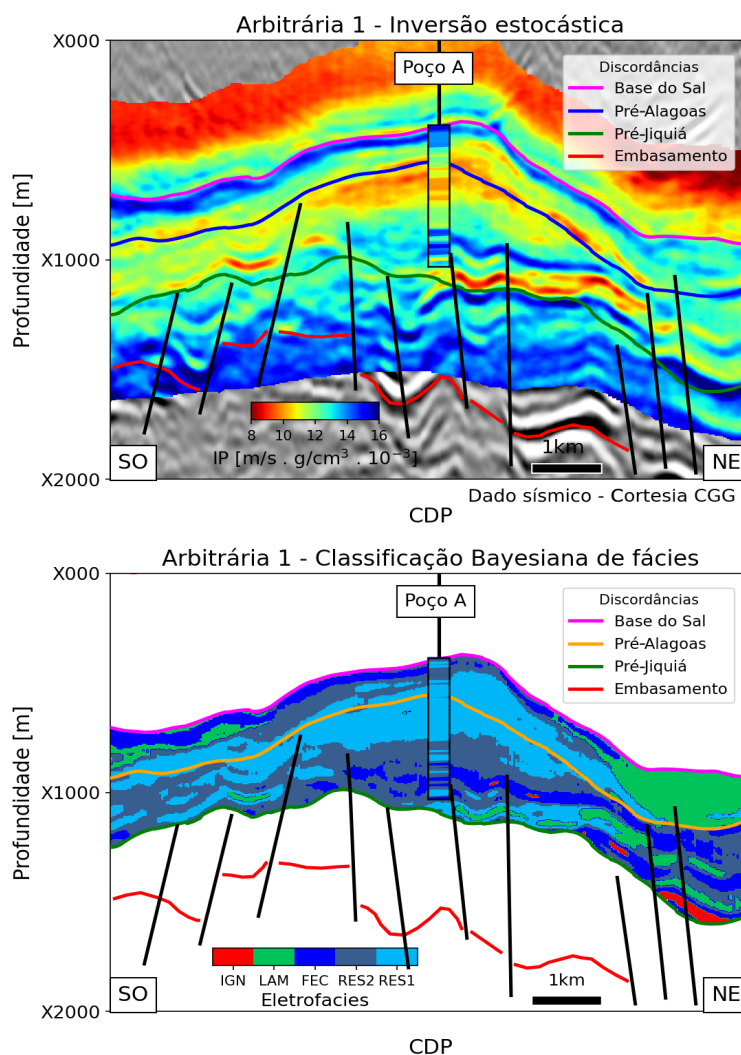 Arbitrária 1 - Inversão estocástica
X000
Poço A
Discordâncias
Base do Sal
Pré-Alagoas
Pré-Jiquiá
Embasamento
Profundidade [m]
X1000
8 10 12 14 16
IP [m/s . g/cm³ . 10⁻³]
1km
SO
NE
X2000
Dado sísmico - Cortesia CGG
CDP
Arbitrária 1 - Classificação Bayesiana de fácies
X000
Poço A
Discordâncias
Base do Sal
Pré-Alagoas
Pré-Jiquiá
Embasamento
Profundidade [m]
X1000
IGN LAM FEC RES2 RES1
Eletrofacies
1km
SO
NE
X2000
CDP